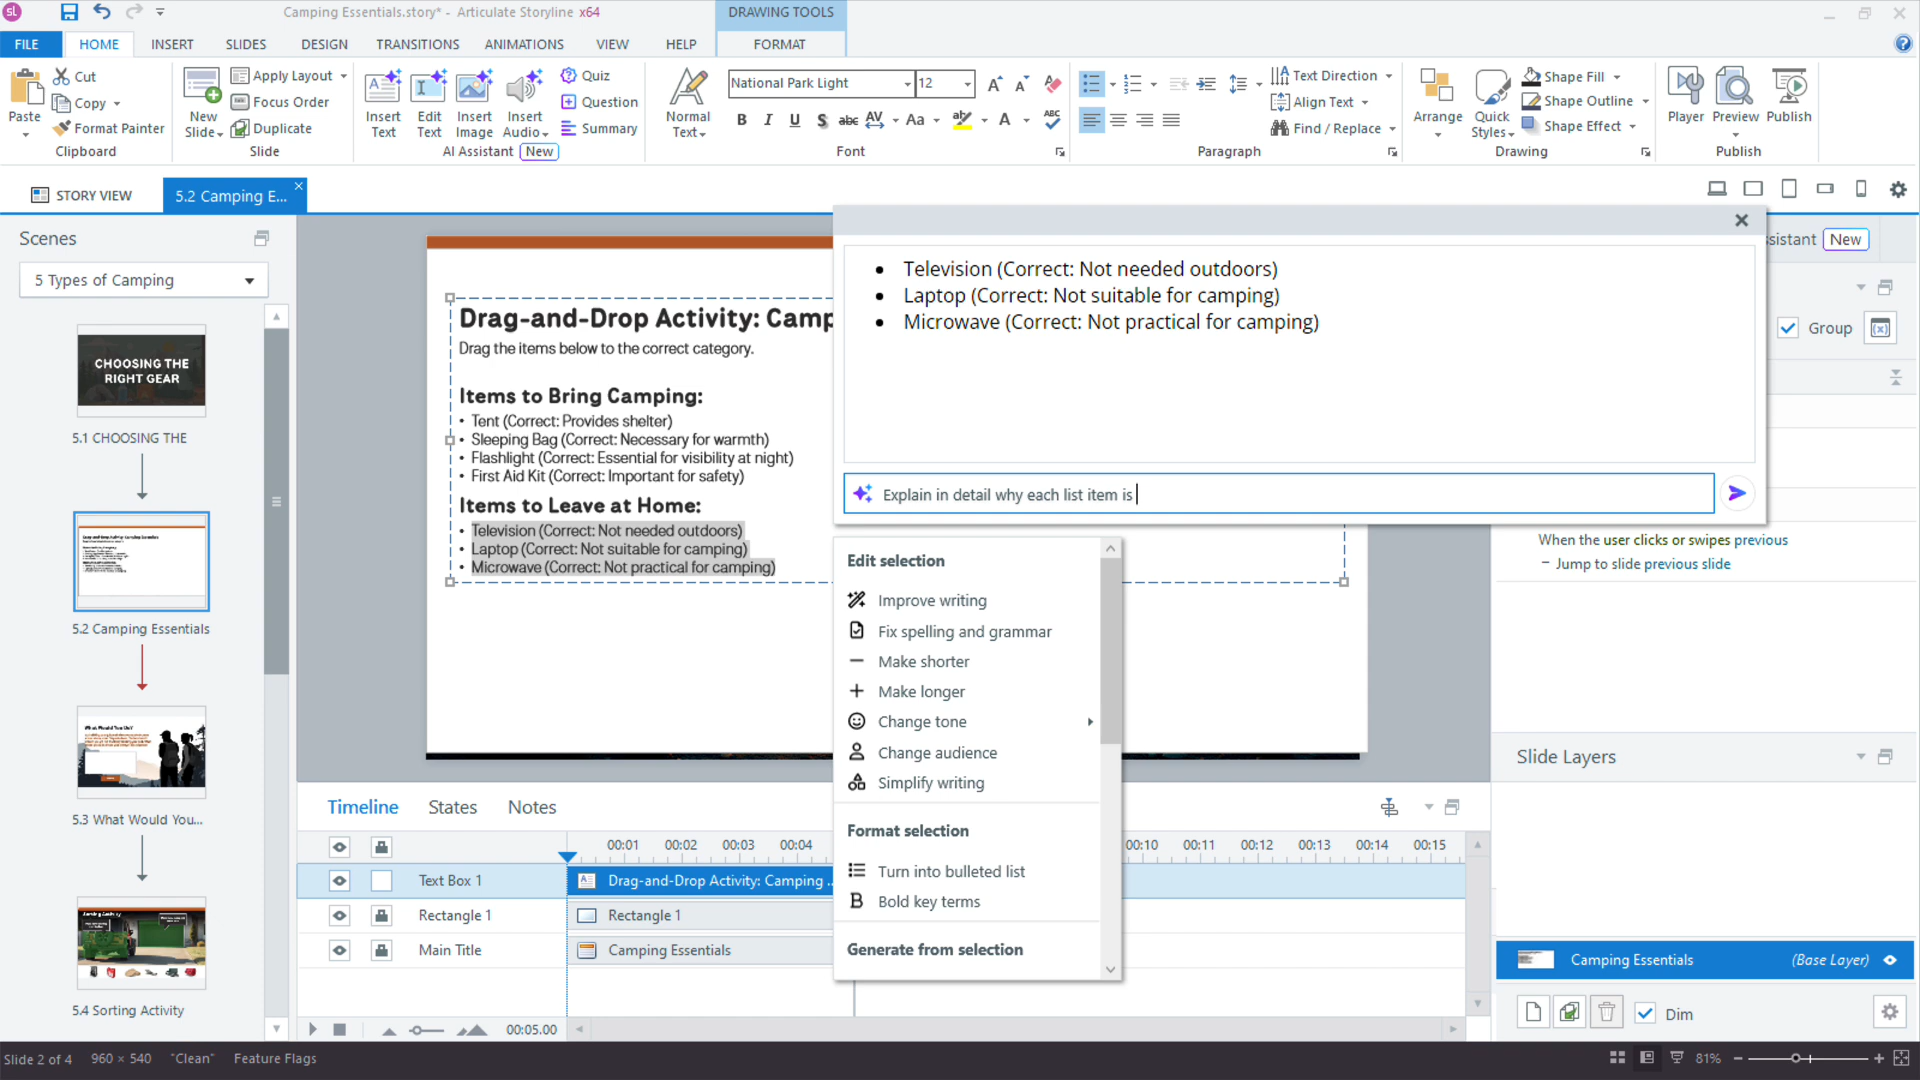 sl
Camping Essentials.story* - Articulate Storyline x64
DRAWING TOOLS
FILE HOME INSERT SLIDES DESIGN TRANSITIONS ANIMATIONS VIEW HELP FORMAT
Paste
Cut
Copy
Format Painter
Clipboard
New Slide
Apply Layout
Focus Order
Duplicate
Slide
Insert Text
Edit Text
Insert Image
Insert Audio
Quiz
Question
Summary
AI Assistant New
Normal Text
National Park Light 12
B I U S abc AV Aa A ABC
Font
Text Direction
Align Text
Find / Replace
Paragraph
Arrange
Quick Styles
Shape Fill
Shape Outline
Shape Effect
Drawing
Player
Preview
Publish
Publish
STORY VIEW
5.2 Camping E...
Scenes
5 Types of Camping
CHOOSING THE
RIGHT GEAR
5.1 CHOOSING THE
5.2 Camping Essentials
5.3 What Would You...
5.4 Sorting Activity
Drag-and-Drop Activity: Camp
Drag the items below to the correct category.
Items to Bring Camping:
• Tent (Correct: Provides shelter)
• Sleeping Bag (Correct: Necessary for warmth)
• Flashlight (Correct: Essential for visibility at night)
• First Aid Kit (Correct: Important for safety)
Items to Leave at Home:
• Television (Correct: Not needed outdoors)
• Laptop (Correct: Not suitable for camping)
• Microwave (Correct: Not practical for camping)
• Television (Correct: Not needed outdoors)
• Laptop (Correct: Not suitable for camping)
• Microwave (Correct: Not practical for camping)
Explain in detail why each list item is
Edit selection
Improve writing
Fix spelling and grammar
Make shorter
Make longer
Change tone
Change audience
Simplify writing
Format selection
Turn into bulleted list
Bold key terms
Generate from selection
sistant New
Group
When the user clicks or swipes previous
– Jump to slide previous slide
Slide Layers
Camping Essentials (Base Layer)
Dim
Timeline States Notes
00:01 00:02 00:03 00:04 00:10 00:11 00:12 00:13 00:14 00:15
Text Box 1 Drag-and-Drop Activity: Camping ...
Rectangle 1 Rectangle 1
Main Title Camping Essentials
00:05.00
Slide 2 of 4 960 × 540 "Clean" Feature Flags
81%